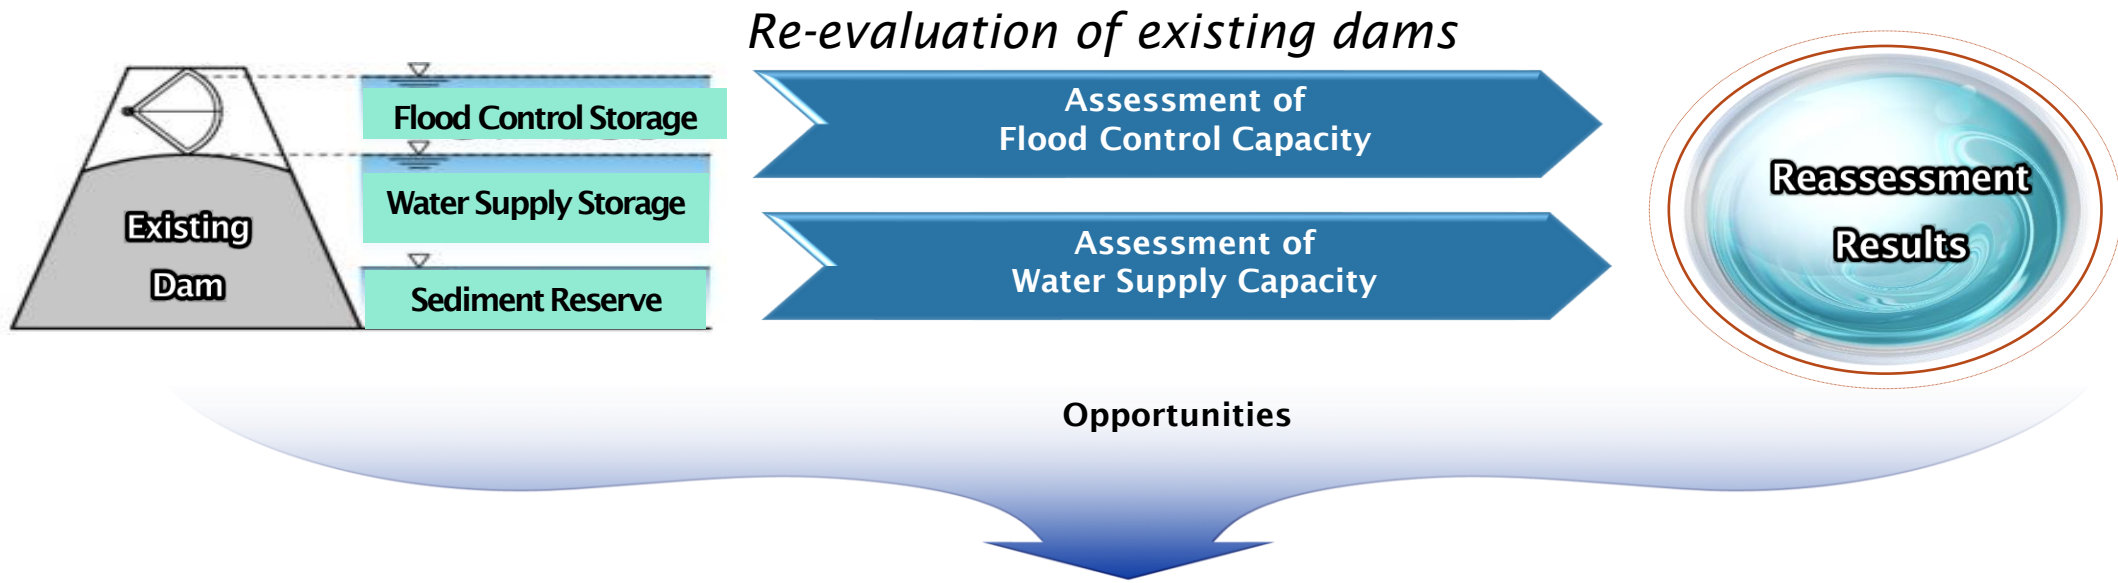 Re-evaluation of existing dams
Flood Control Storage
Water Supply Storage
Sediment Reserve
Existing
Dam
Assessment of
Flood Control Capacity
Assessment of
Water Supply Capacity
Reassessment
Results
Opportunities